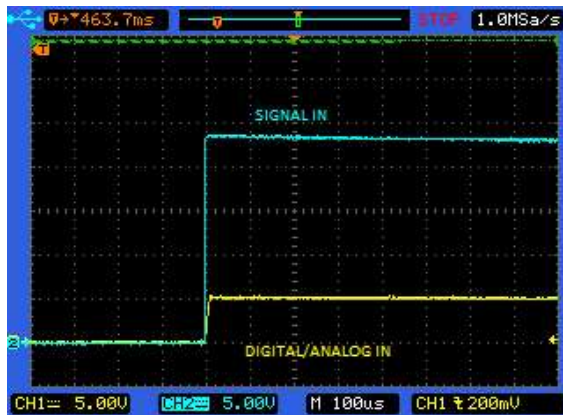 T→▼463.7ms T STOP 1.0MSa/s
T
SIGNAL IN
2
DIGITAL/ANALOG IN
CH1 5.00V CH2 5.00V M 100us CH1 200mV